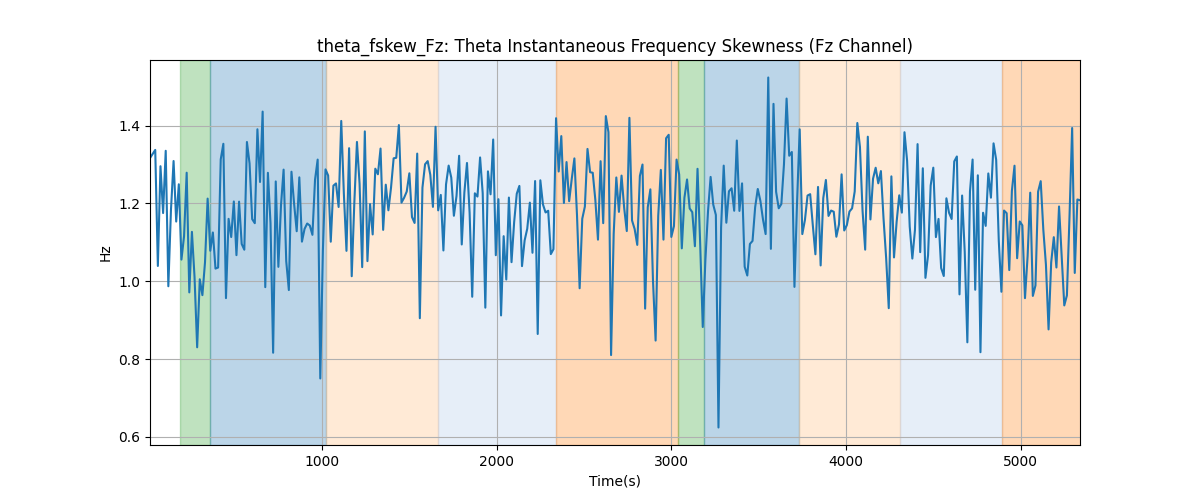 theta_fskew_Fz: Theta Instantaneous Frequency Skewness (Fz Channel)
Hz
1.4
1.2
1.0
0.8
0.6
1000 2000 3000 4000 5000
Time(s)